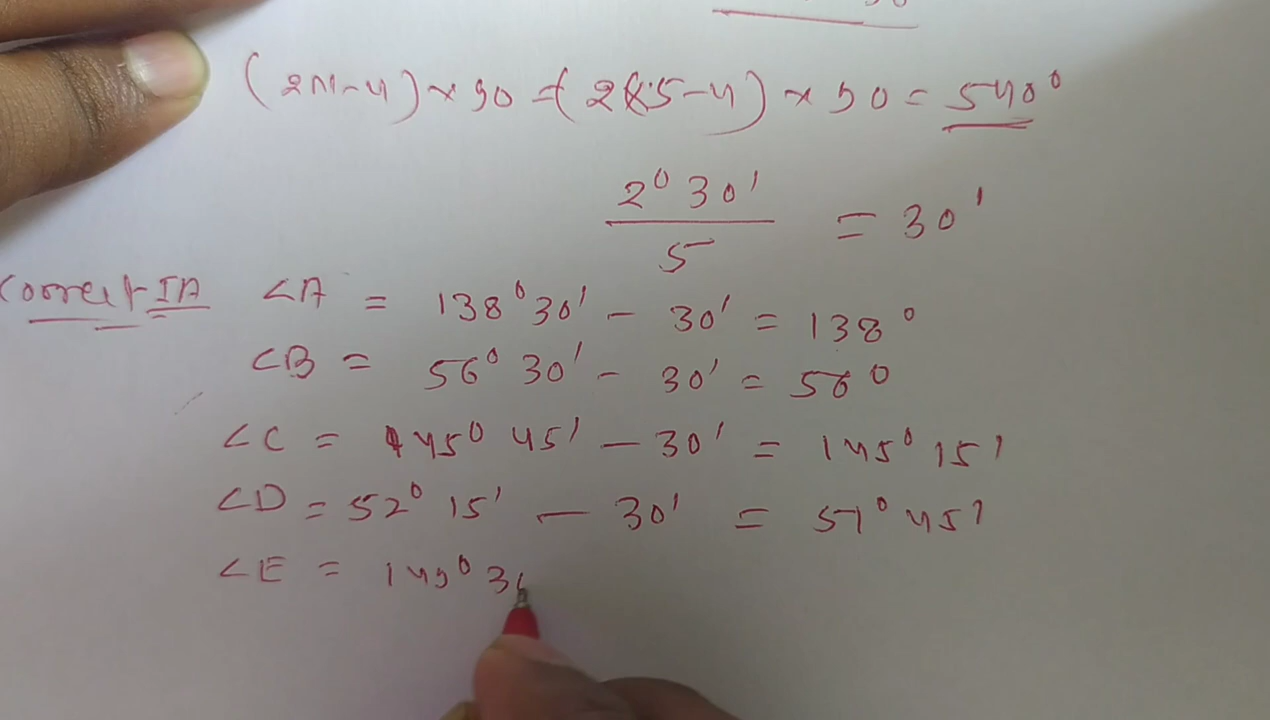 (2n-4) × 90 = (2×5-4) × 90 = 540°
2° 30' / 5 = 30'
Correct IA ∠A = 138° 30' - 30' = 138°
∠B = 56° 30' - 30' = 56°
∠C = 145° 45' - 30' = 145° 15'
∠D = 52° 15' - 30' = 51° 45'
∠E = 149° 30